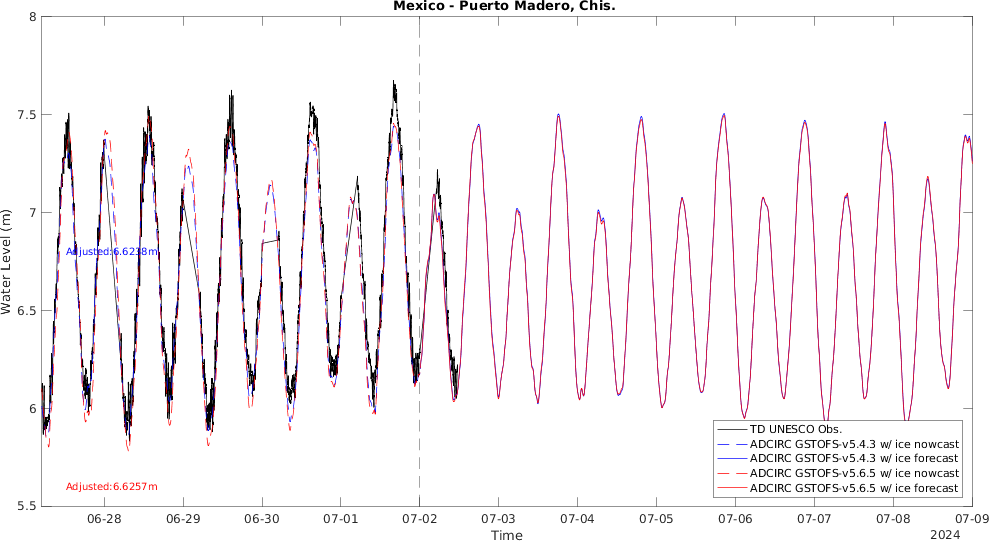 Mexico - Puerto Madero, Chis.
8
7.5
7
6.5
6
5.5
Water Level (m)
Adjusted:6.6238m
Adjusted:6.6257m
TD UNESCO Obs.
ADCIRC GSTOFS-v5.4.3 w/ ice nowcast
ADCIRC GSTOFS-v5.4.3 w/ ice forecast
ADCIRC GSTOFS-v5.6.5 w/ ice nowcast
ADCIRC GSTOFS-v5.6.5 w/ ice forecast
06-28 06-29 06-30 07-01 07-02 07-03 07-04 07-05 07-06 07-07 07-08 07-09
Time
2024